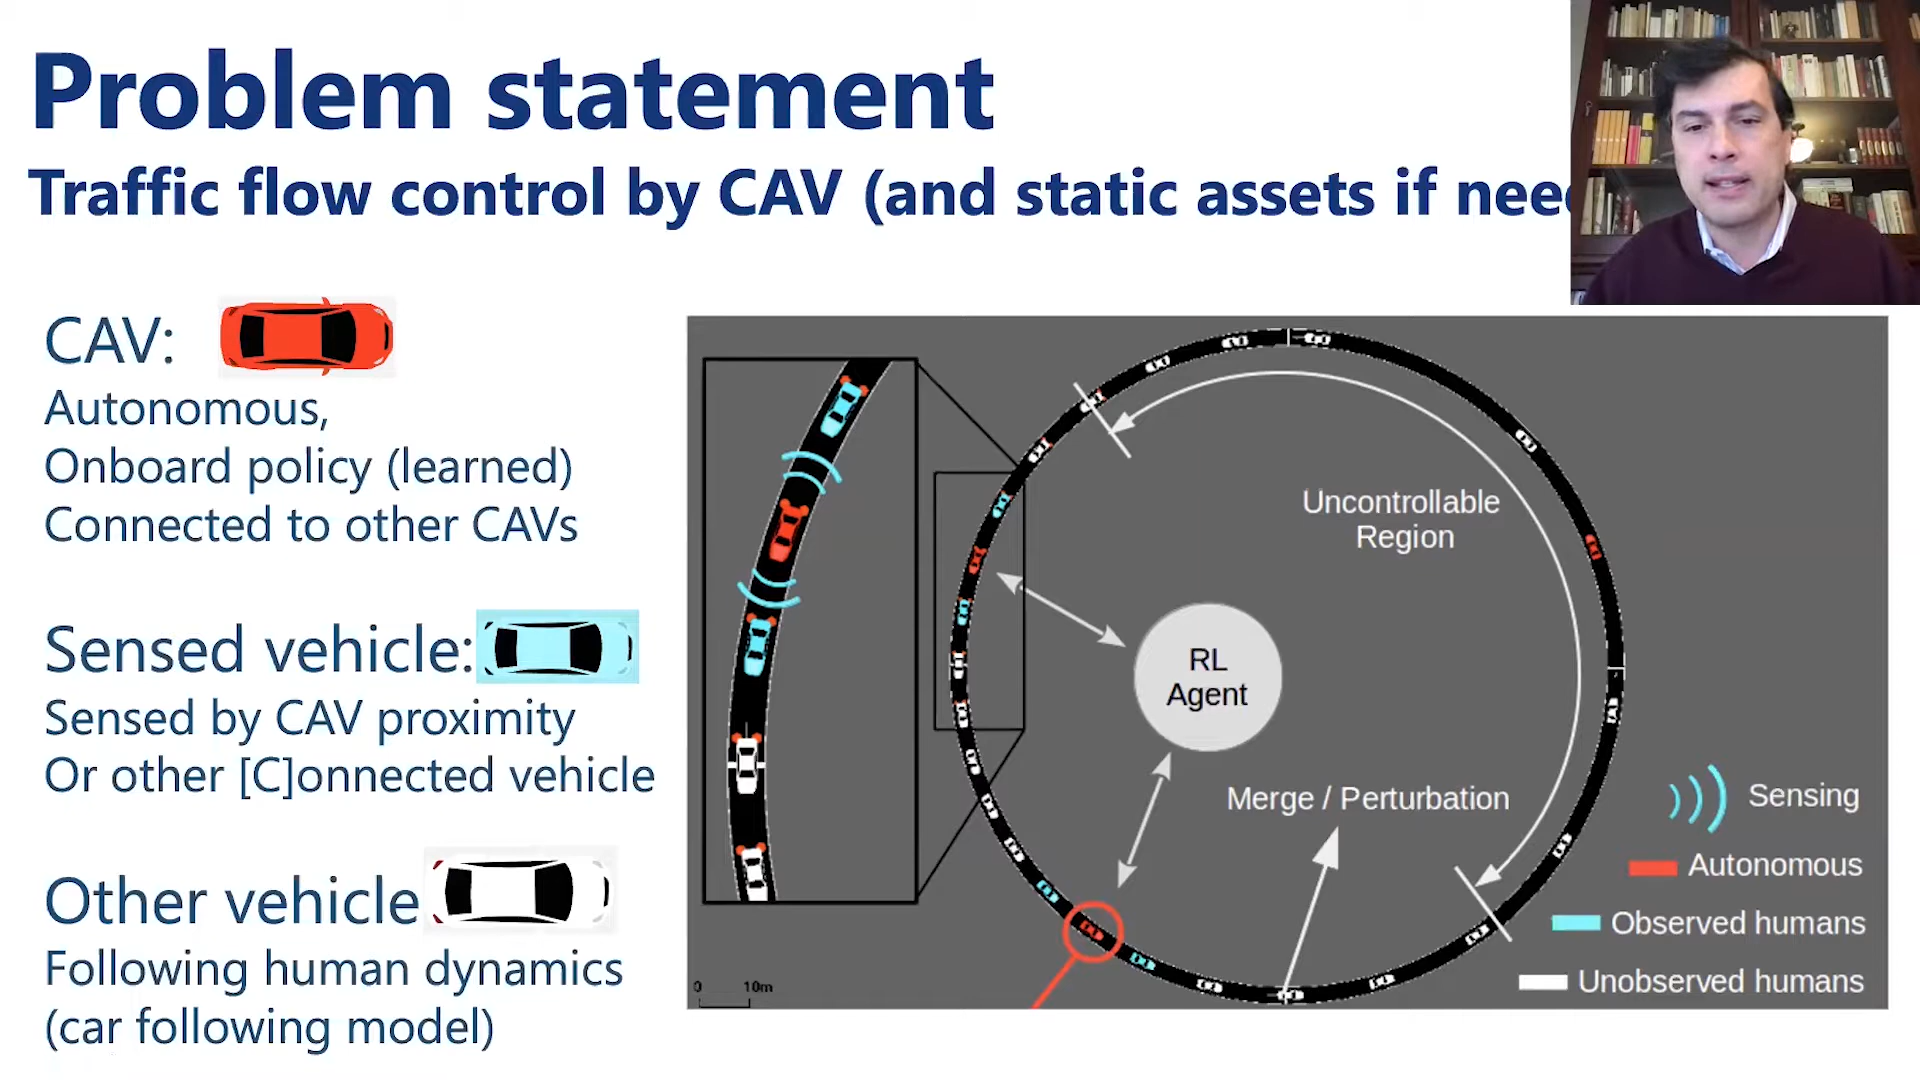 Problem statement
Traffic flow control by CAV (and static assets if
CAV:
Autonomous,
Onboard policy (learned)
Connected to other CAVs
Sensed vehicle:
Sensed by CAV proximity
Or other [C]onnected vehicle
Other vehicle
Following human dynamics
(car following model)
Uncontrollable
Region
RL
Agent
Merge / Perturbation
Sensing
Autonomous
Observed humans
Unobserved humans
0 10m